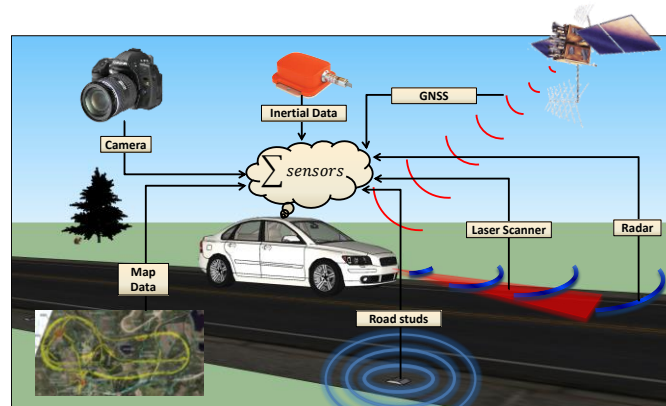 GNSS
Inertial Data
Camera
∑ sensors
Laser Scanner
Radar
Map
Data
Road studs